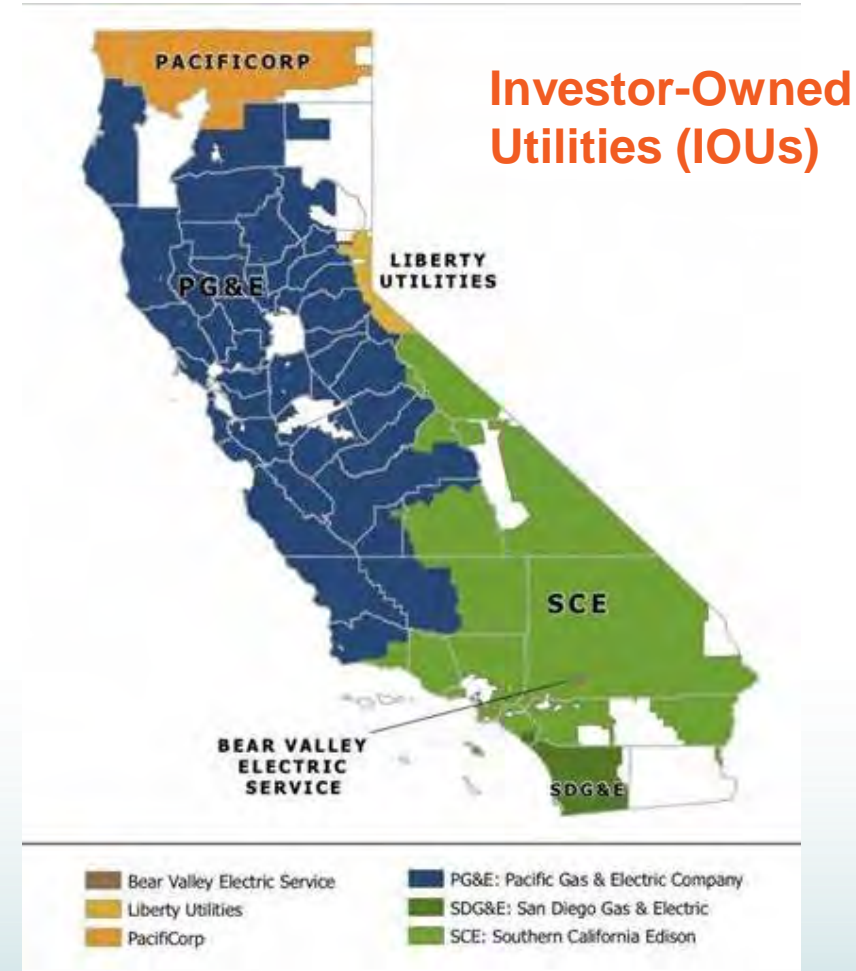 PACIFICORP
Investor-Owned
Utilities (IOUs)
LIBERTY
UTILITIES
PG&E
SCE
BEAR VALLEY
ELECTRIC
SERVICE
SDG&E
Bear Valley Electric Service
Liberty Utilities
PacifiCorp
PG&E: Pacific Gas & Electric Company
SDG&E: San Diego Gas & Electric
SCE: Southern California Edison